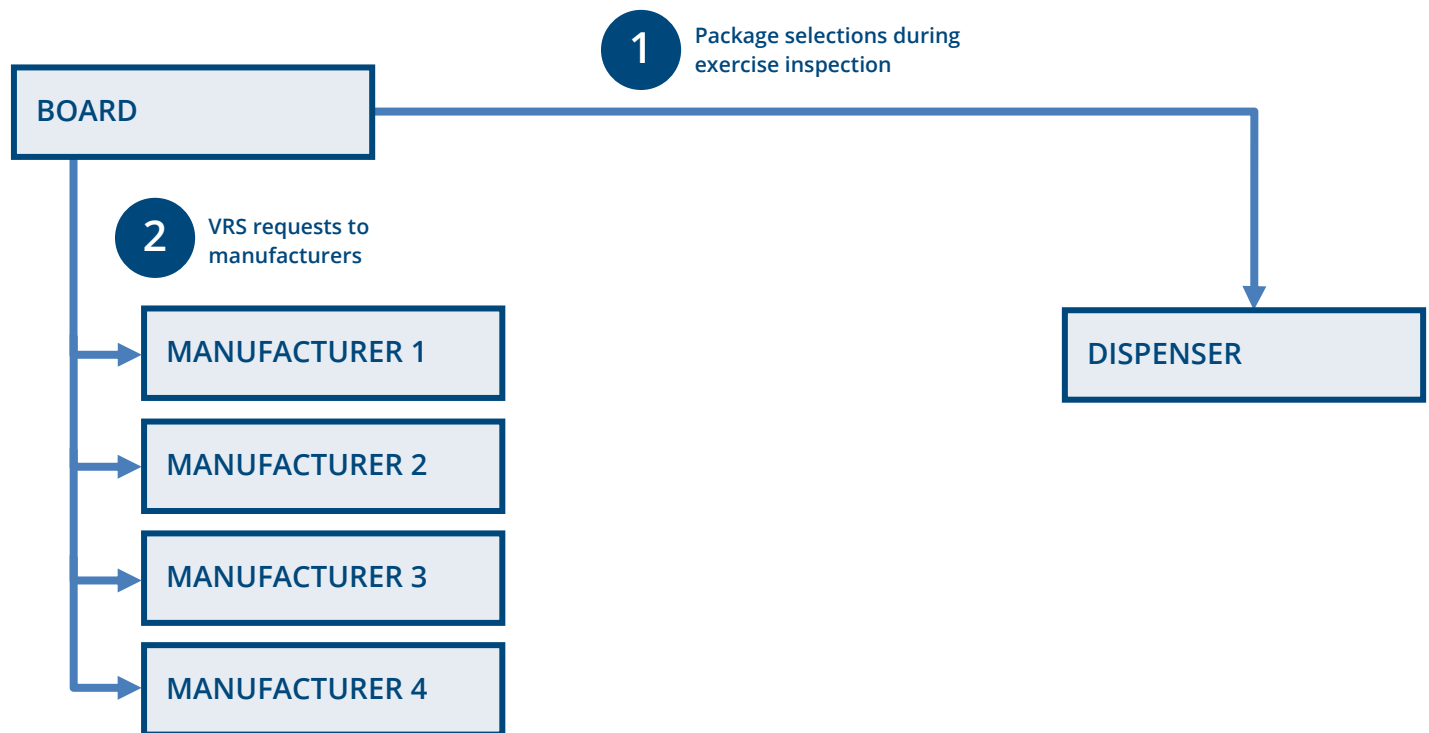 1
Package selections during
exercise inspection
BOARD
2
VRS requests to
manufacturers
MANUFACTURER 1
DISPENSER
MANUFACTURER 2
MANUFACTURER 3
MANUFACTURER 4